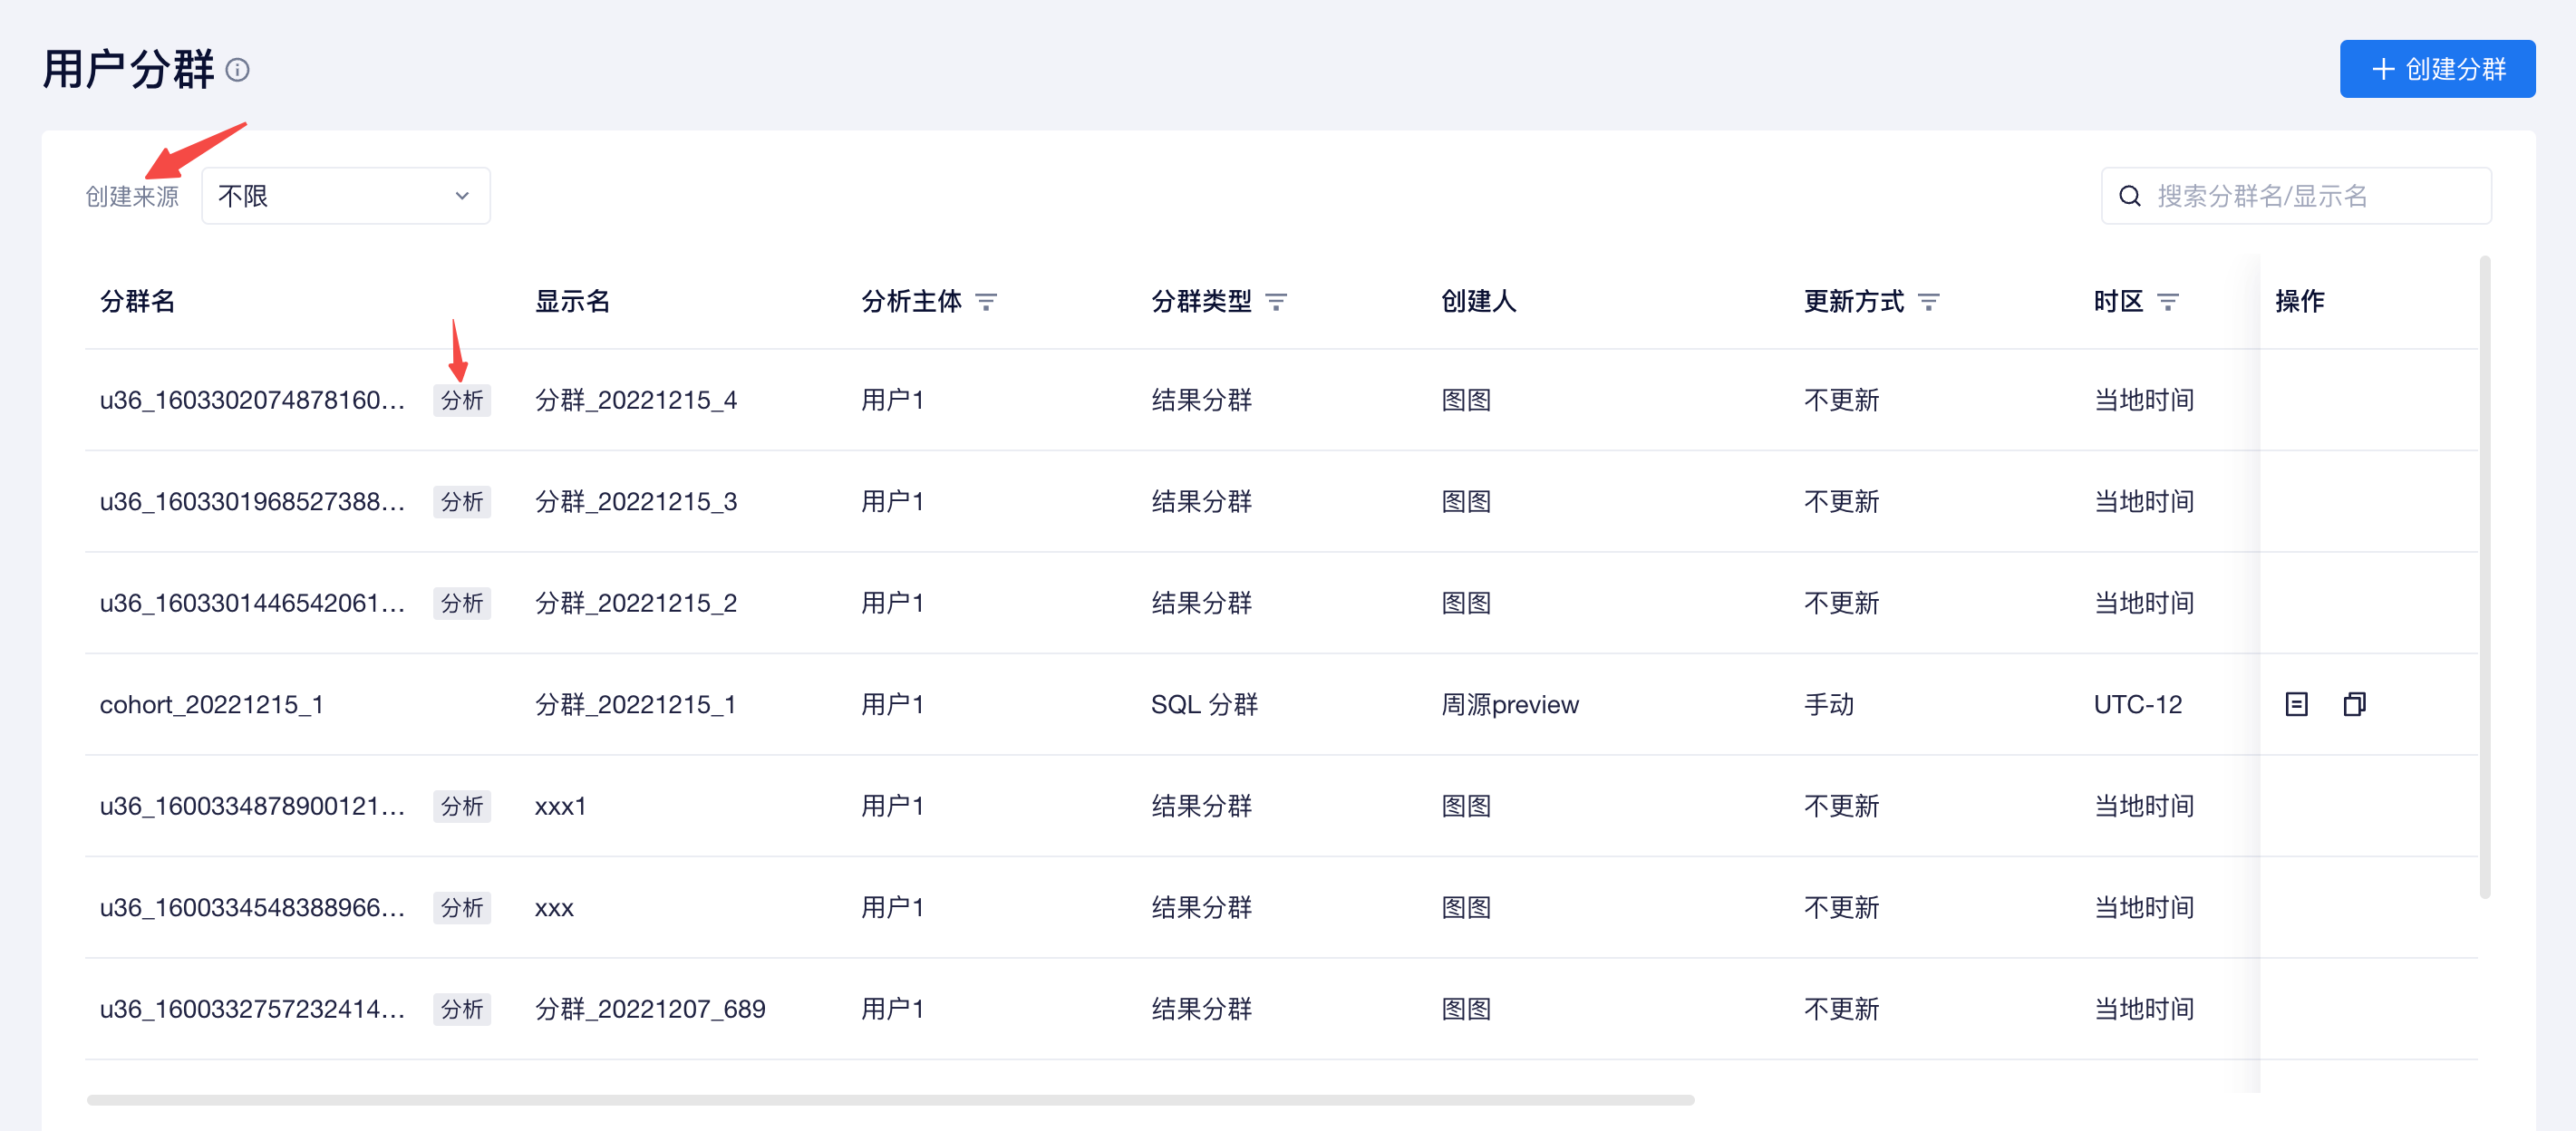 用户分群
创建分群
创建来源 不限 搜索分群名/显示名
分群名 显示名 分析主体 分群类型 创建人 更新方式 时区 操作
u36_1603302074878160... 分析 分群_20221215_4 用户1 结果分群 图图 不更新 当地时间
u36_1603301968527388... 分析 分群_20221215_3 用户1 结果分群 图图 不更新 当地时间
u36_1603301446542061... 分析 分群_20221215_2 用户1 结果分群 图图 不更新 当地时间
cohort_20221215_1 分群_20221215_1 用户1 SQL 分群 周源preview 手动 UTC-12
u36_1600334878900121... 分析 xxx1 用户1 结果分群 图图 不更新 当地时间
u36_1600334548388966... 分析 xxx 用户1 结果分群 图图 不更新 当地时间
u36_1600332757232414... 分析 分群_20221207_689 用户1 结果分群 图图 不更新 当地时间